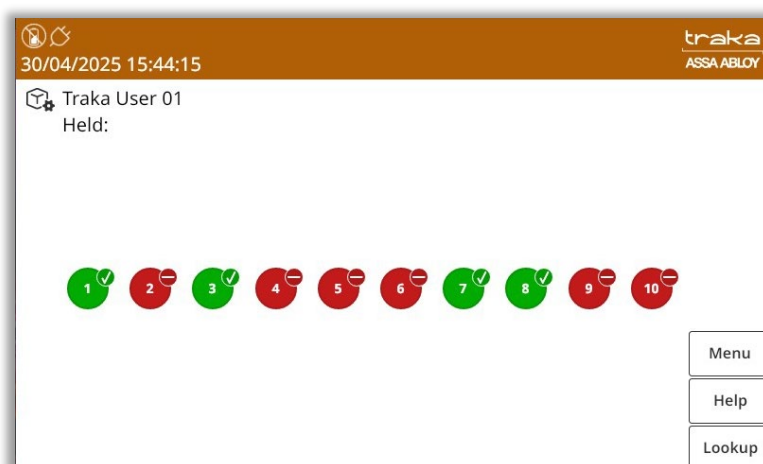 traka
30/04/2025 15:44:15
ASSA ABLOY
Traka User 01
Held:
1 2 3 4 5 6 7 8 9 10
Menu
Help
Lookup